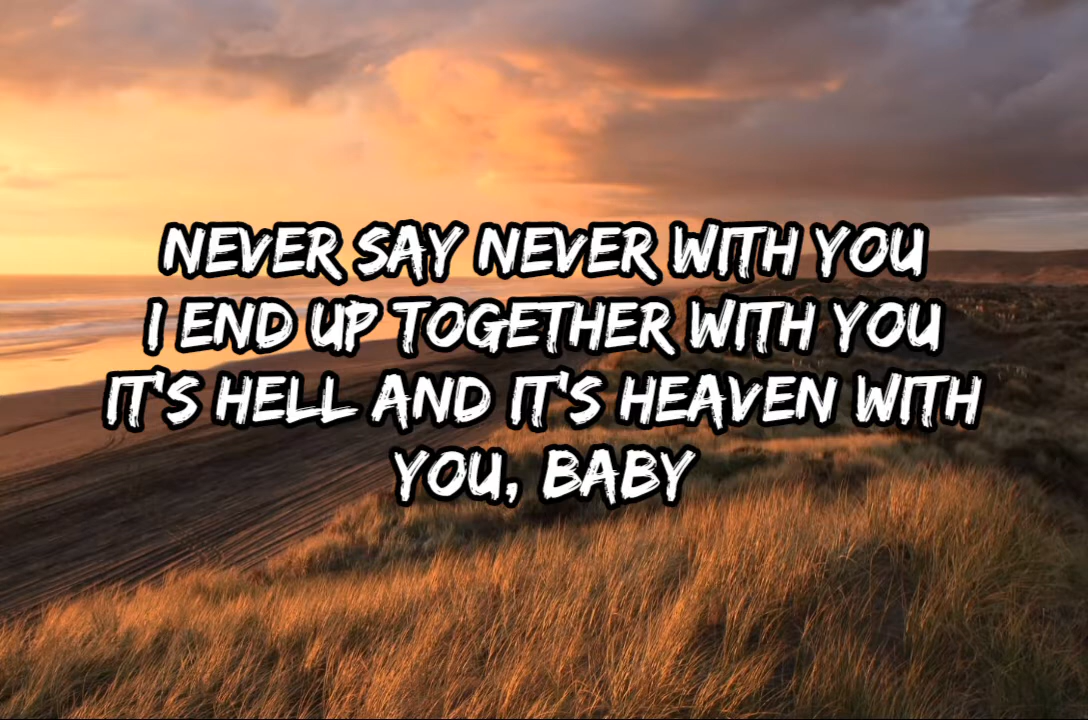 NEVER SAY NEVER WITH YOU
I END UP TOGETHER WITH YOU
IT'S HELL AND IT'S HEAVEN WITH
YOU, BABY